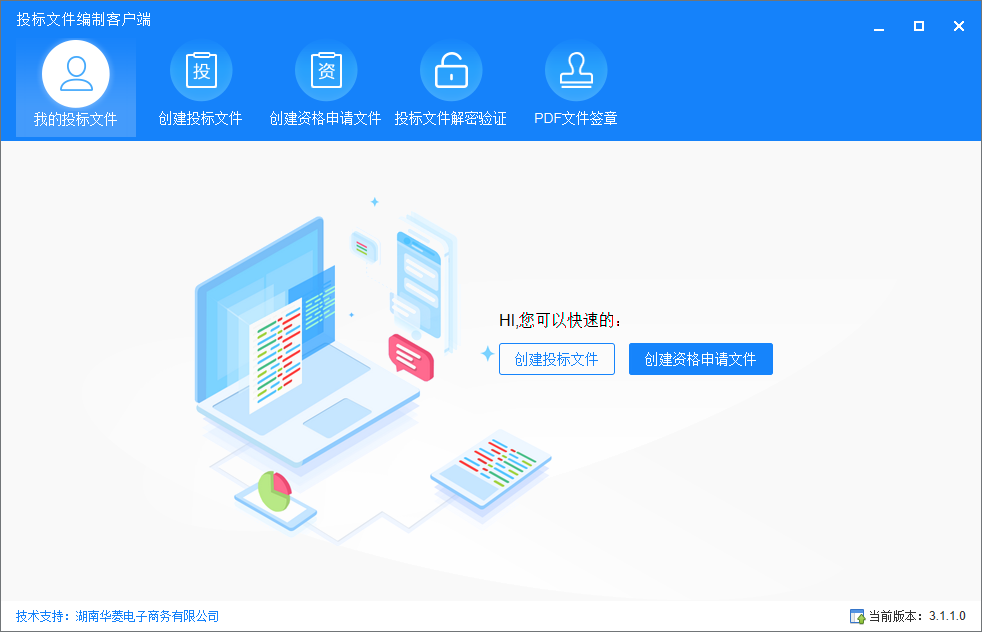 投标文件编制客户端
投
资
我的投标文件
创建投标文件
创建资格申请文件
投标文件解密验证
PDF文件签章
HI,您可以快速的：
创建投标文件
创建资格申请文件
技术支持：湖南华菱电子商务有限公司
当前版本：3.1.1.0